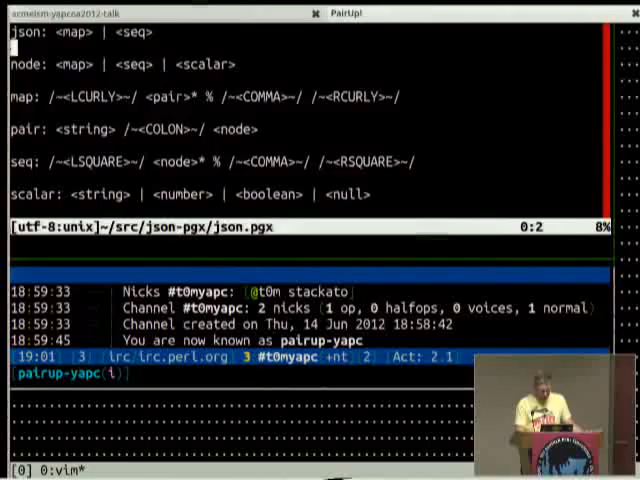 acmeism-yapcna2012-talk
PairUp!
json: <map> | <seq>
node: <map> | <seq> | <scalar>
map: /~<LCURLY>~/ <pair>* % /~<COMMA>~/ /~<RCURLY>~/
pair: <string> /~<COLON>~/ <node>
seq: /~<LSQUARE>~/ <node>* % /~<COMMA>~/ /~<RSQUARE>~/
scalar: <string> | <number> | <boolean> | <null>
[utf-8:unix]~/src/json-pgx/json.pgx 0:2 8%
18:59:33 Nicks #t0myapc: [@t0m stackato]
18:59:33 Channel #t0myapc: 2 nicks (1 op, 0 halfops, 0 voices, 1 normal)
18:59:33 Channel created on Thu, 14 Jun 2012 18:58:42
18:59:45 You are now known as pairup-yapc
[19:01] [3] [irc/irc.perl.org] 3 #t0myapc (+nt) [2] [Act: 2.1]
[pairup-yapc(i)]
[0] 0:vim*